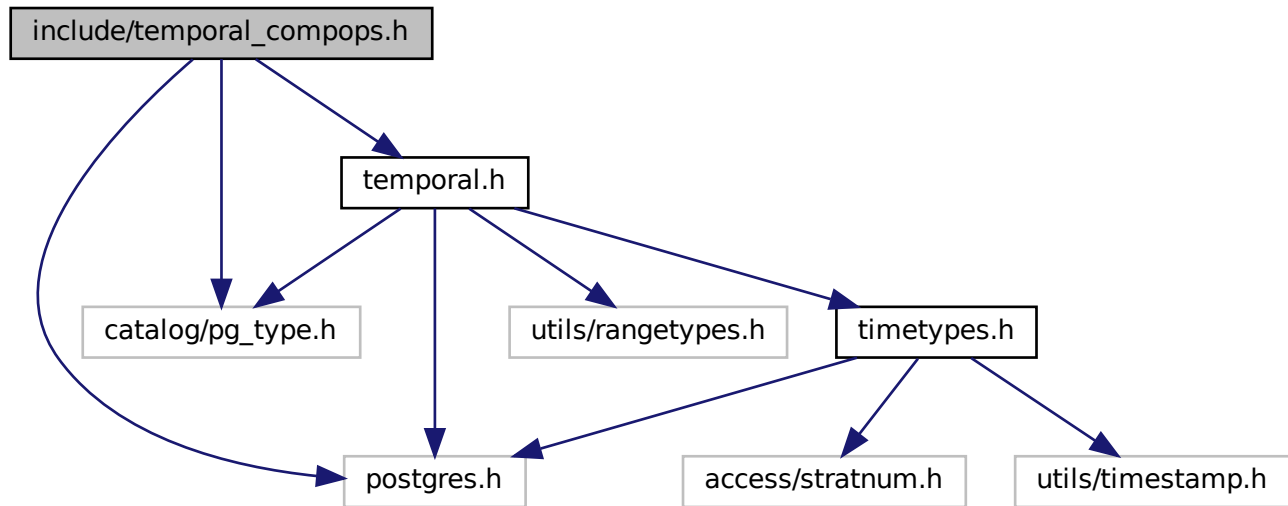 include/temporal_compops.h
temporal.h
catalog/pg_type.h
utils/rangetypes.h
timetypes.h
postgres.h
access/stratnum.h
utils/timestamp.h